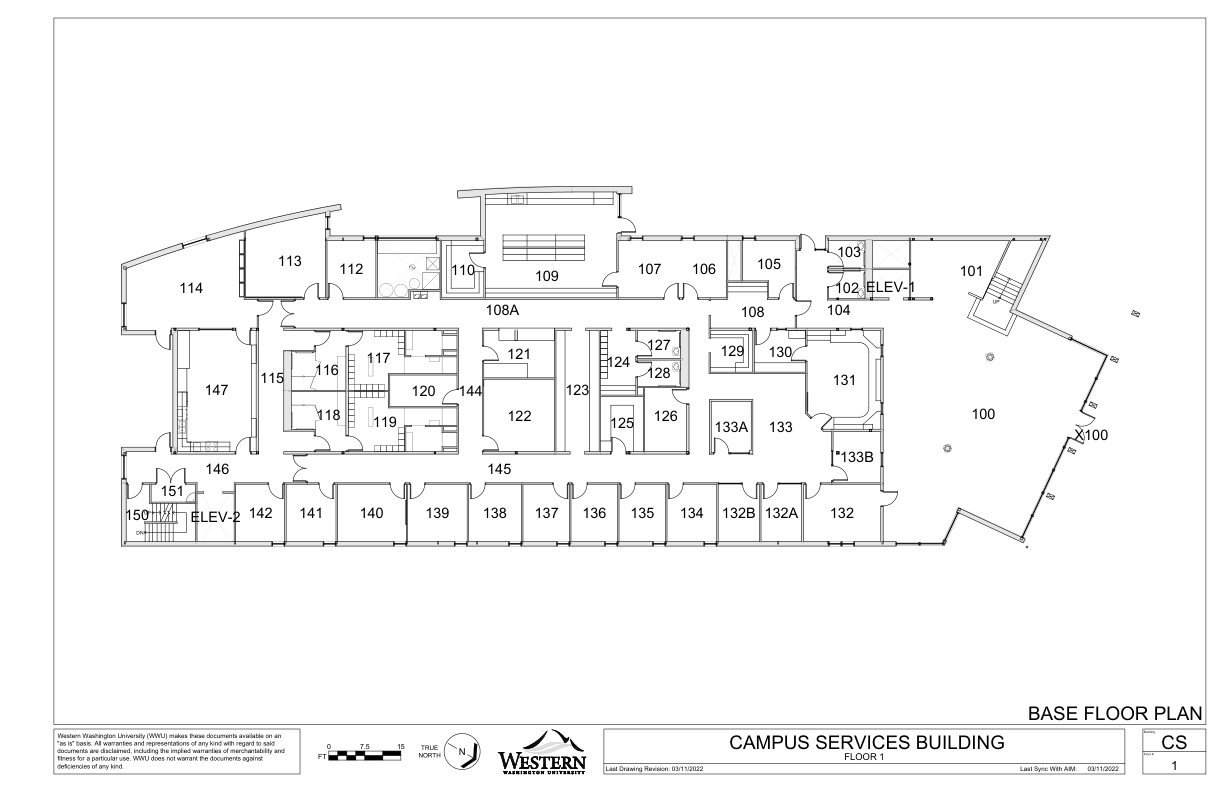 103
101
113
105
112
110
107
106
109
114
102
ELEV-1
108A
108
104
127
121
129
130
117
124
116
128
115
131
147
120
144
123
100
118
122
126
119
125
133A
133
X100
133B
146
145
151
150
ELEV-2
142
141
140
139
138
137
136
135
134
132B
132A
132
UP
DN
BASE FLOOR PLAN
Western Washington University (WWU) makes these documents available on an
"as is" basis. All warranties and representations of any kind with regard to said
documents are disclaimed, including the implied warranties of merchantability and
fitness for a particular use. WWU does not warrant the documents against
deficiencies of any kind.
0 7.5 15
FT
TRUE
NORTH
N
WESTERN
WASHINGTON UNIVERSITY
CAMPUS SERVICES BUILDING
FLOOR 1
Last Drawing Revision: 03/11/2022
Last Sync With AIM: 03/11/2022
Building
CS
Floor #
1